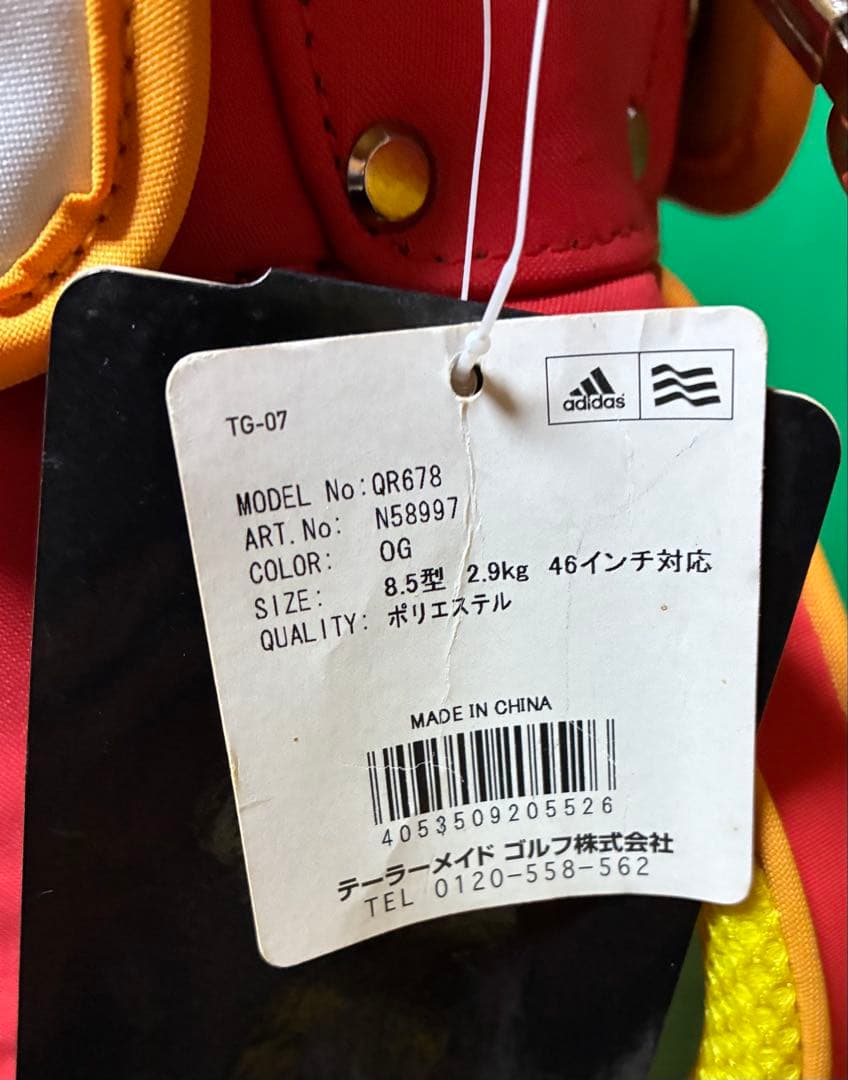 adidas
TG-07
MODEL No:QR678
ART.No: N58997
COLOR: OG
SIZE: 8.5型 2.9kg 46インチ対応
QUALITY: ポリエステル
MADE IN CHINA
4053509205526
テーラーメイド ゴルフ株式会社
TEL 0120-558-562